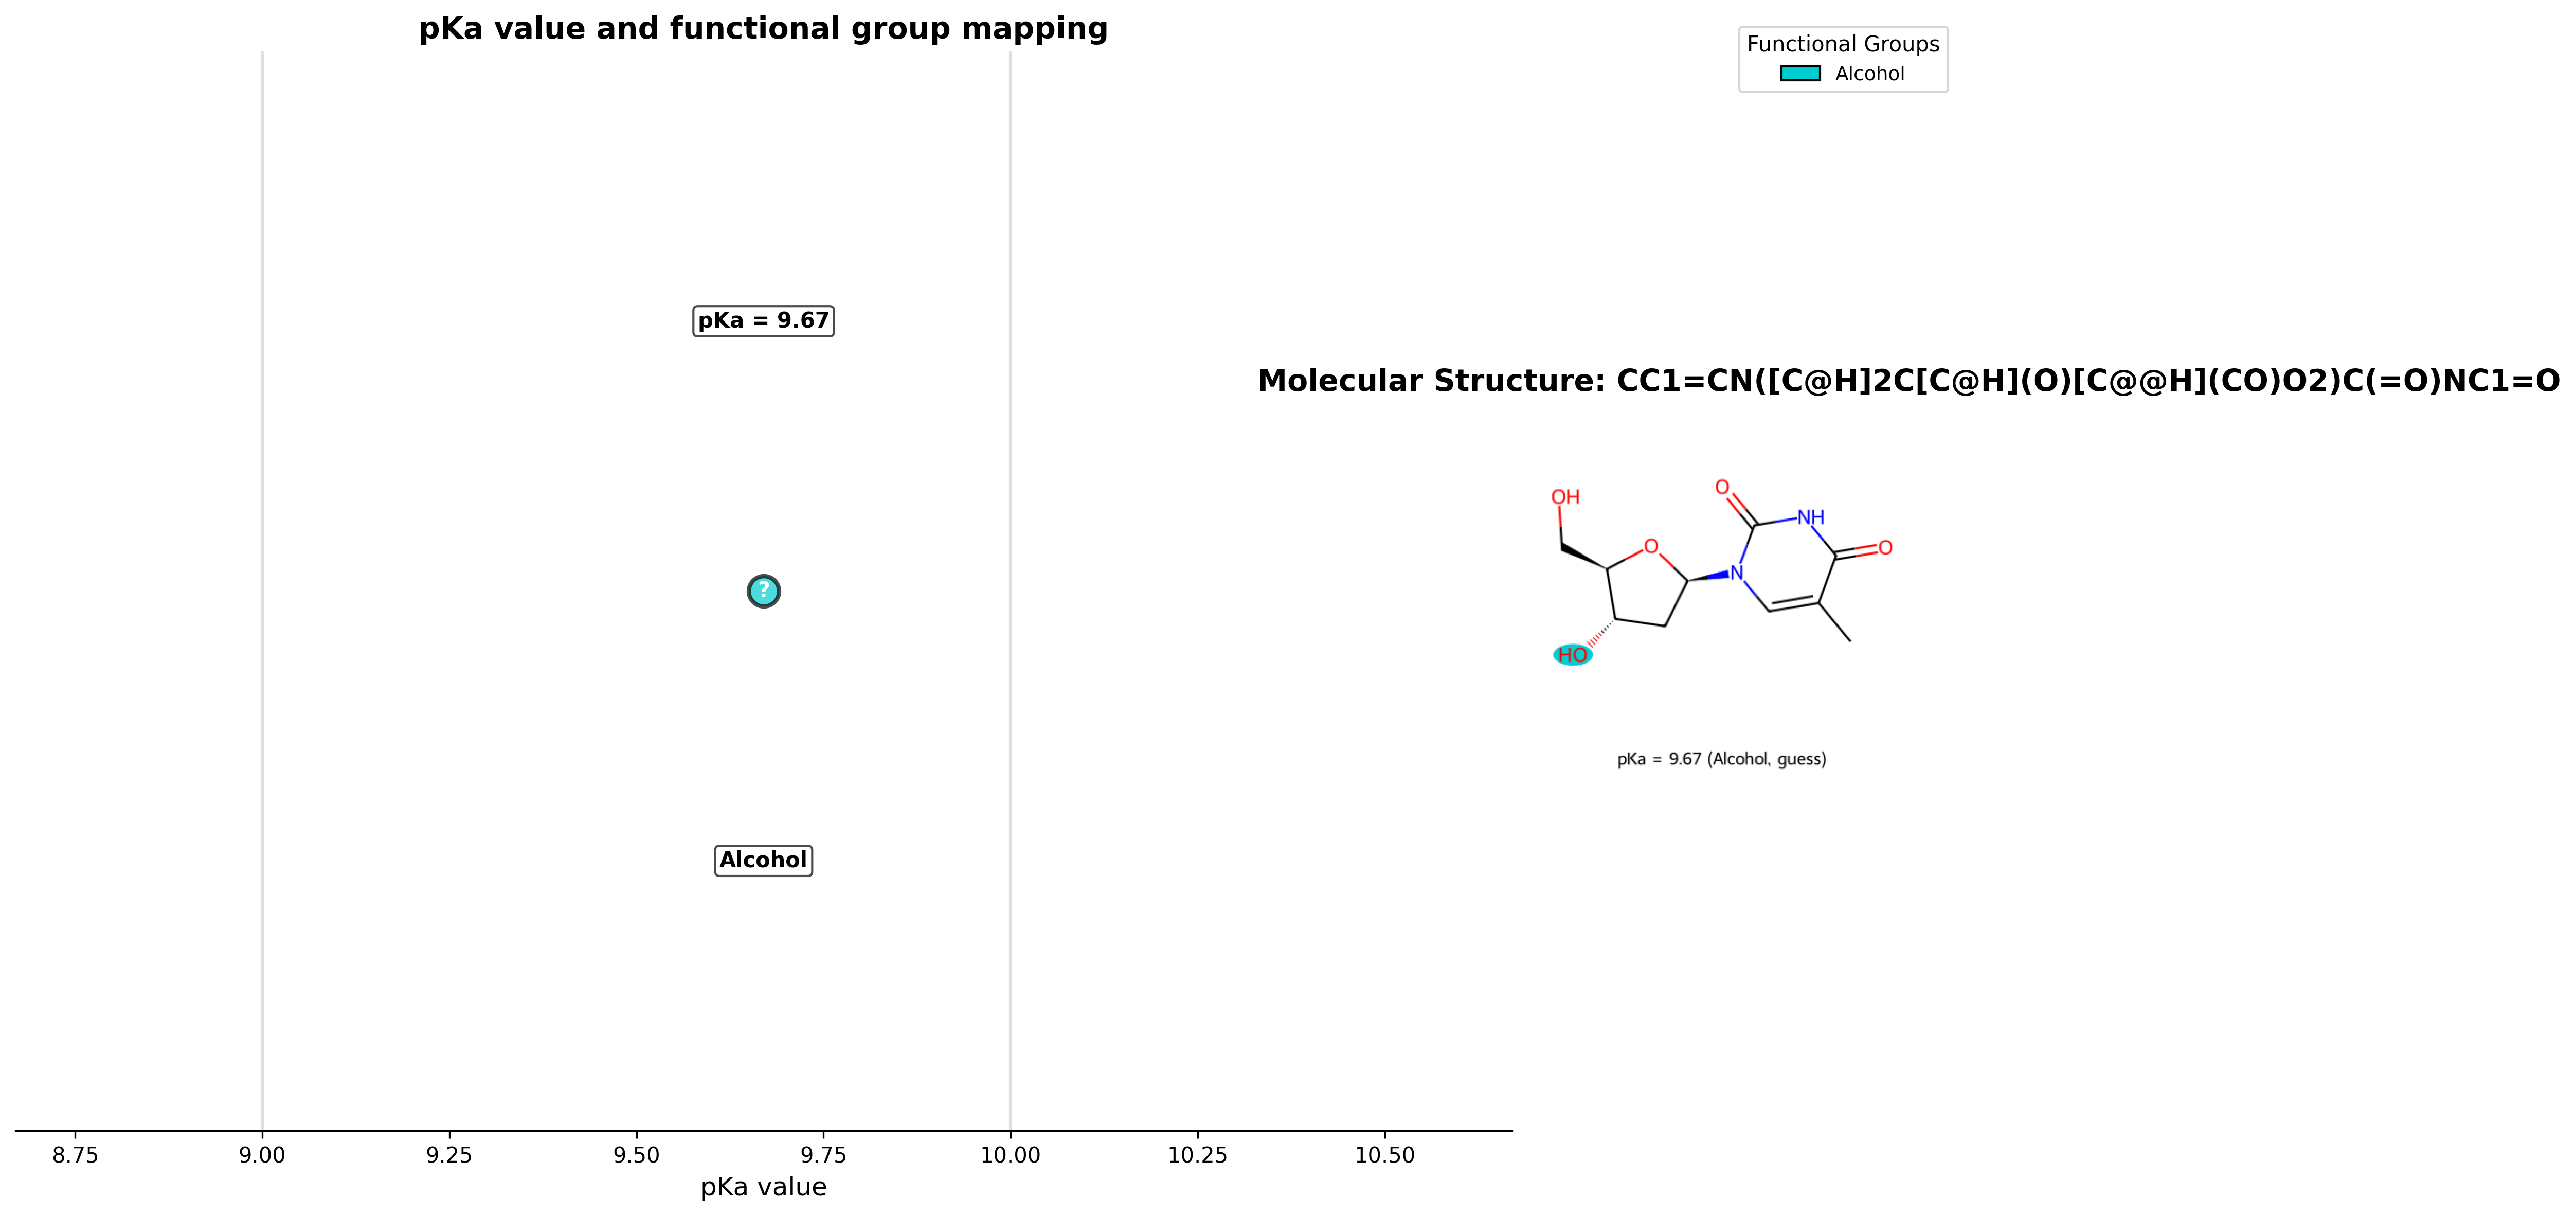 pKa value and functional group mapping
pKa = 9.67
?
Alcohol
8.75 9.00 9.25 9.50 9.75 10.00 10.25 10.50
pKa value
Functional Groups
Alcohol
Molecular Structure: CC1=CN([C@H]2C[C@H](O)[C@@H](CO)O2)C(=O)NC1=O
OH
O
NH
O
O
N
HO
pKa = 9.67 (Alcohol, guess)